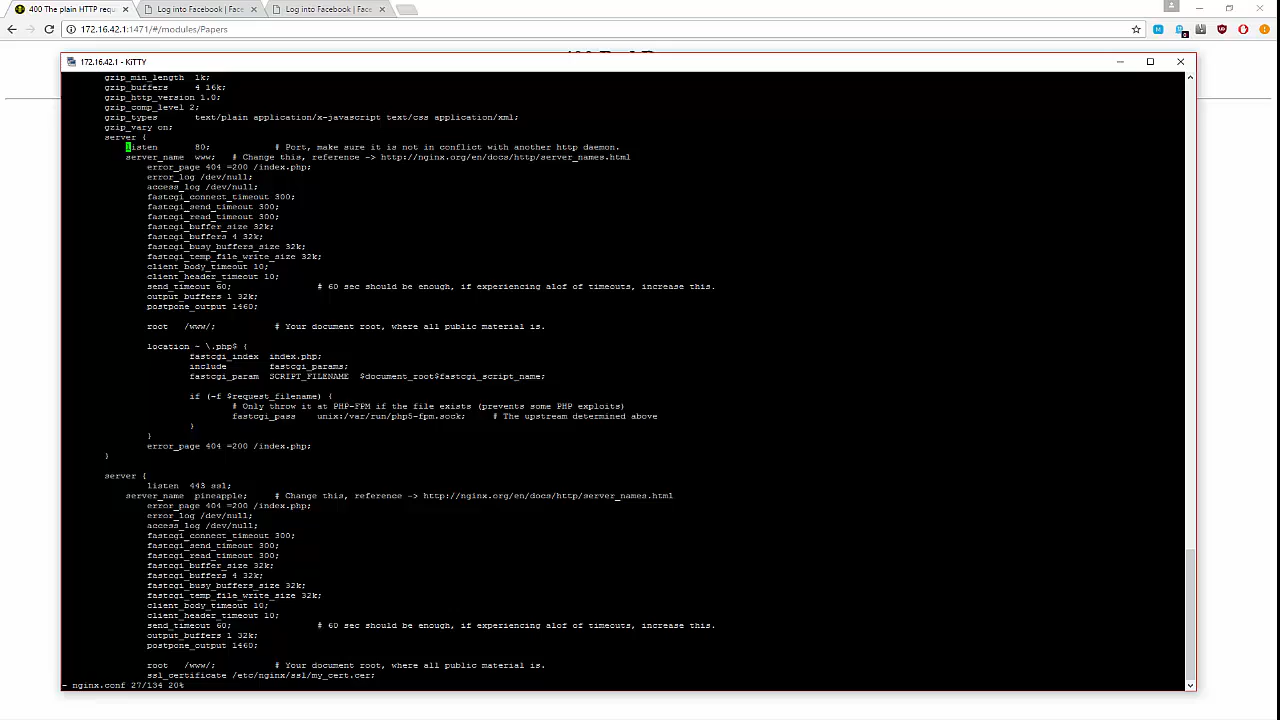 400 The plain HTTP requ
Log into Facebook | Face
Log into Facebook | Face
172.16.42.1:1471/#/modules/Papers
172.16.42.1 - KiTTY
gzip_min_length 1k;
gzip_buffers 4 16k;
gzip_http_version 1.0;
gzip_comp_level 2;
gzip_types text/plain application/x-javascript text/css application/xml;
gzip_vary on;
server {
listen 80; # Port, make sure it is not in conflict with another http daemon.
server_name www; # Change this, reference -> http://nginx.org/en/docs/http/server_names.html
error_page 404 =200 /index.php;
error_log /dev/null;
access_log /dev/null;
fastcgi_connect_timeout 300;
fastcgi_send_timeout 300;
fastcgi_read_timeout 300;
fastcgi_buffer_size 32k;
fastcgi_buffers 4 32k;
fastcgi_busy_buffers_size 32k;
fastcgi_temp_file_write_size 32k;
client_body_timeout 10;
client_header_timeout 10;
send_timeout 60; # 60 sec should be enough, if experiencing alof of timeouts, increase this.
output_buffers 1 32k;
postpone_output 1460;
root /www/; # Your document root, where all public material is.
location ~ \.php$ {
fastcgi_index index.php;
include fastcgi_params;
fastcgi_param SCRIPT_FILENAME $document_root$fastcgi_script_name;
if (-f $request_filename) {
# Only throw it at PHP-FPM if the file exists (prevents some PHP exploits)
fastcgi_pass unix:/var/run/php5-fpm.sock; # The upstream determined above
}
}
error_page 404 =200 /index.php;
}
server {
listen 443 ssl;
server_name pineapple; # Change this, reference -> http://nginx.org/en/docs/http/server_names.html
error_page 404 =200 /index.php;
error_log /dev/null;
access_log /dev/null;
fastcgi_connect_timeout 300;
fastcgi_send_timeout 300;
fastcgi_read_timeout 300;
fastcgi_buffer_size 32k;
fastcgi_buffers 4 32k;
fastcgi_busy_buffers_size 32k;
fastcgi_temp_file_write_size 32k;
client_body_timeout 10;
client_header_timeout 10;
send_timeout 60; # 60 sec should be enough, if experiencing alof of timeouts, increase this.
output_buffers 1 32k;
postpone_output 1460;
root /www/; # Your document root, where all public material is.
ssl_certificate /etc/nginx/ssl/my_cert.cer;
- nginx.conf 27/134 20%